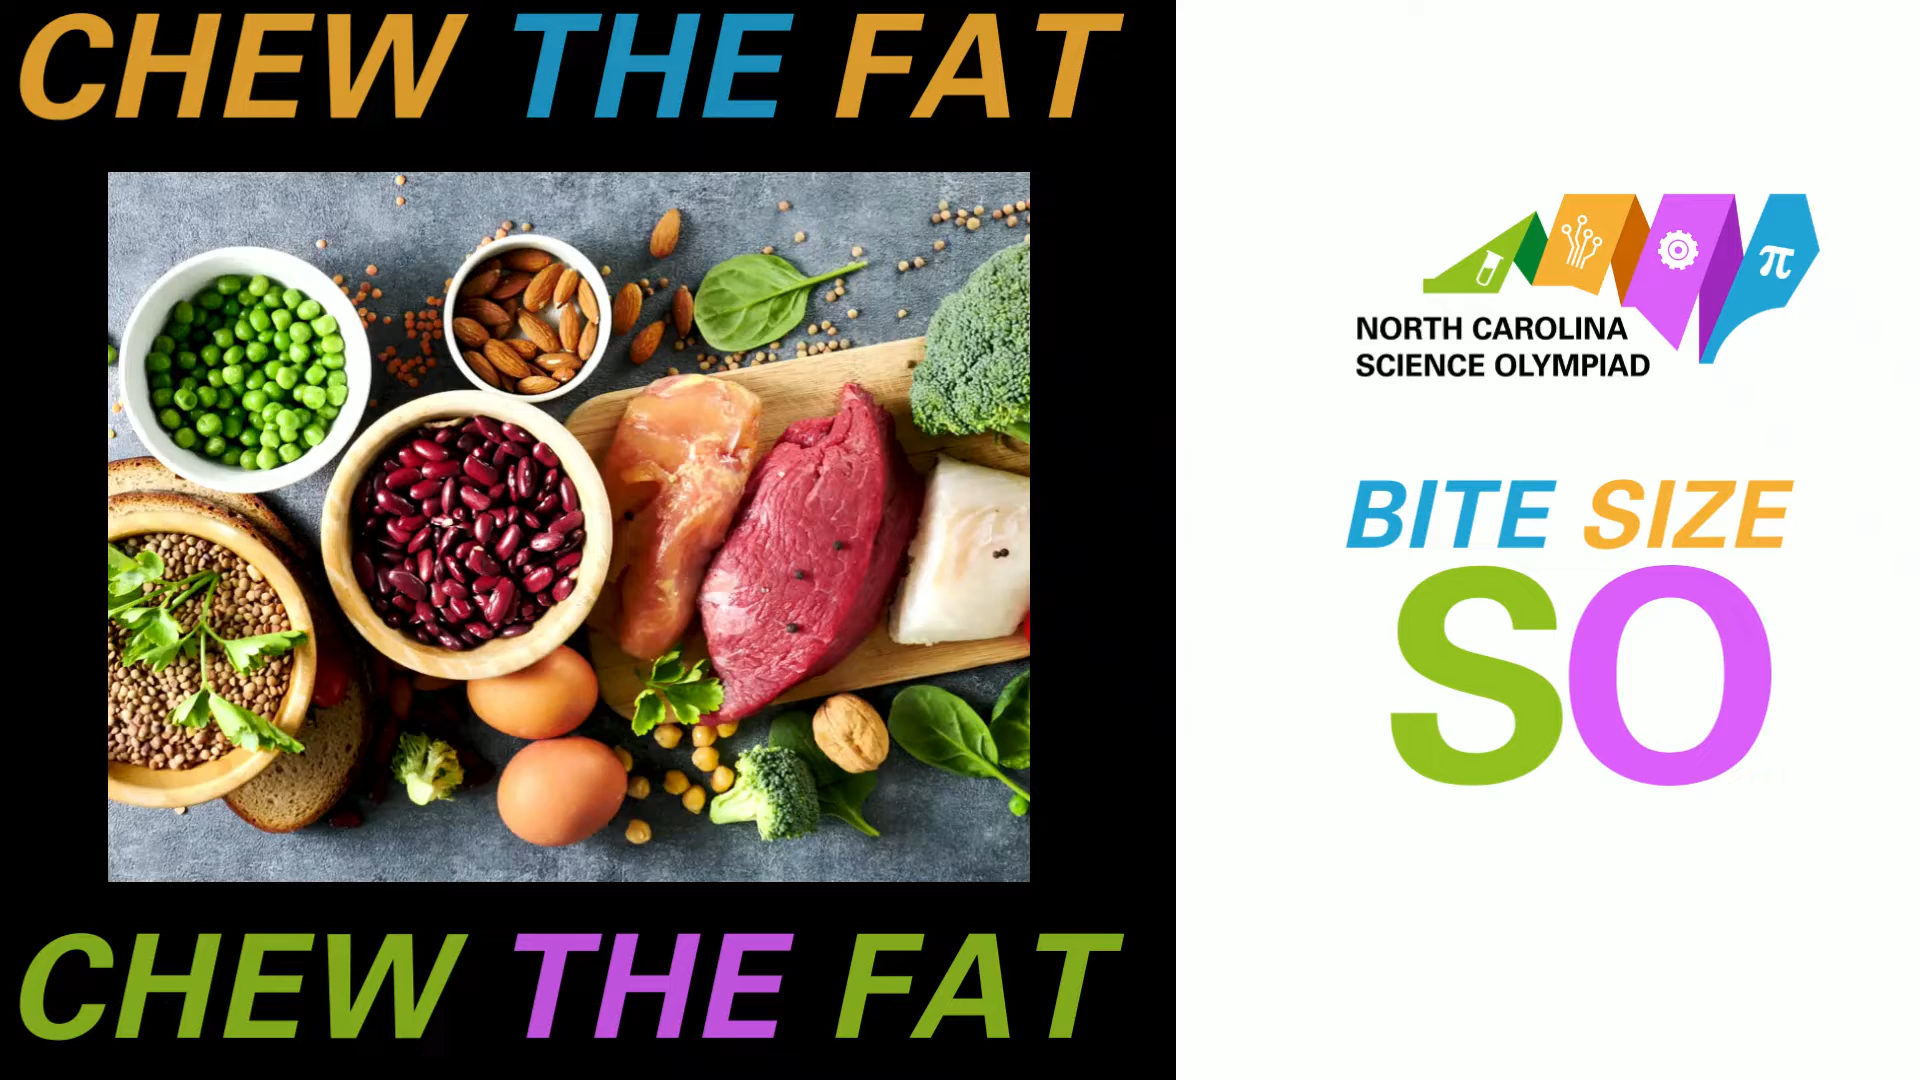 CHEW THE FAT
CHEW THE FAT
π
NORTH CAROLINA
SCIENCE OLYMPIAD
BITE SIZE
SO